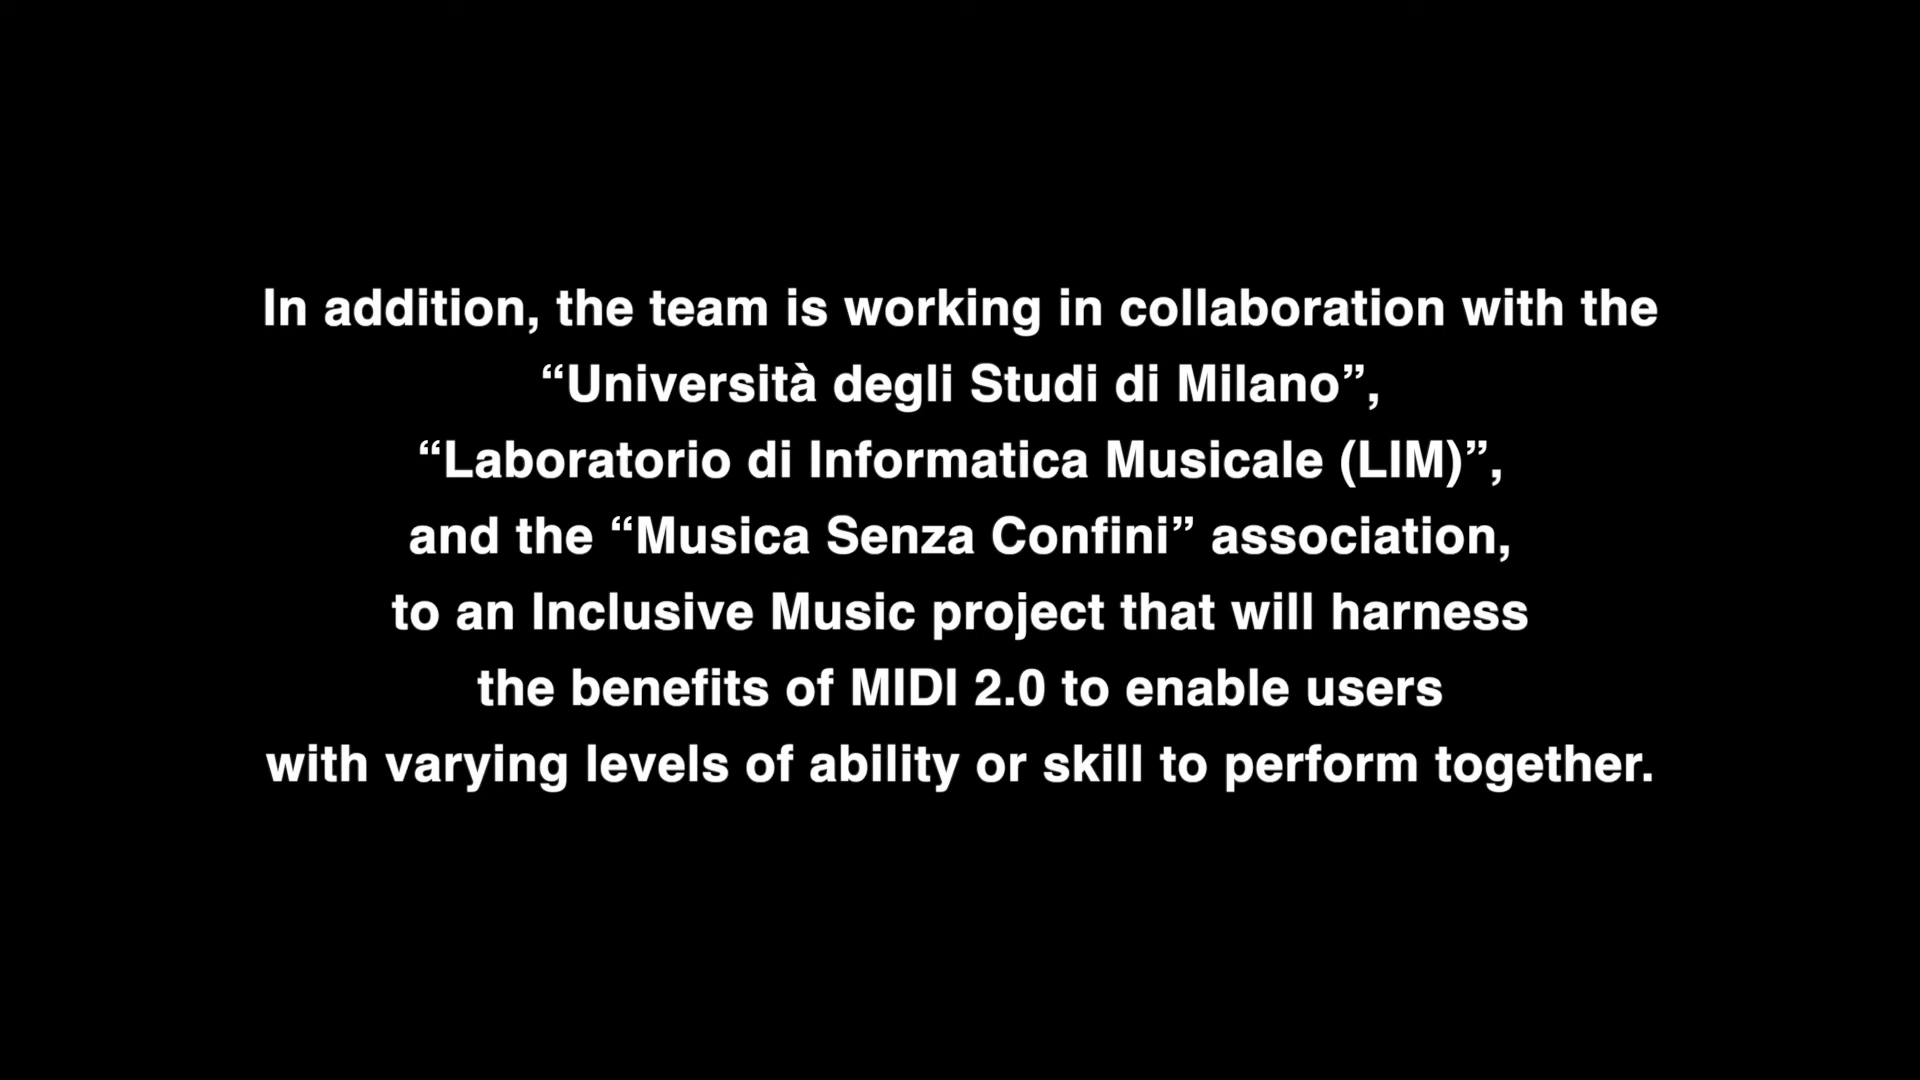 In addition, the team is working in collaboration with the
“Università degli Studi di Milano”,
“Laboratorio di Informatica Musicale (LIM)”,
and the “Musica Senza Confini” association,
to an Inclusive Music project that will harness
the benefits of MIDI 2.0 to enable users
with varying levels of ability or skill to perform together.